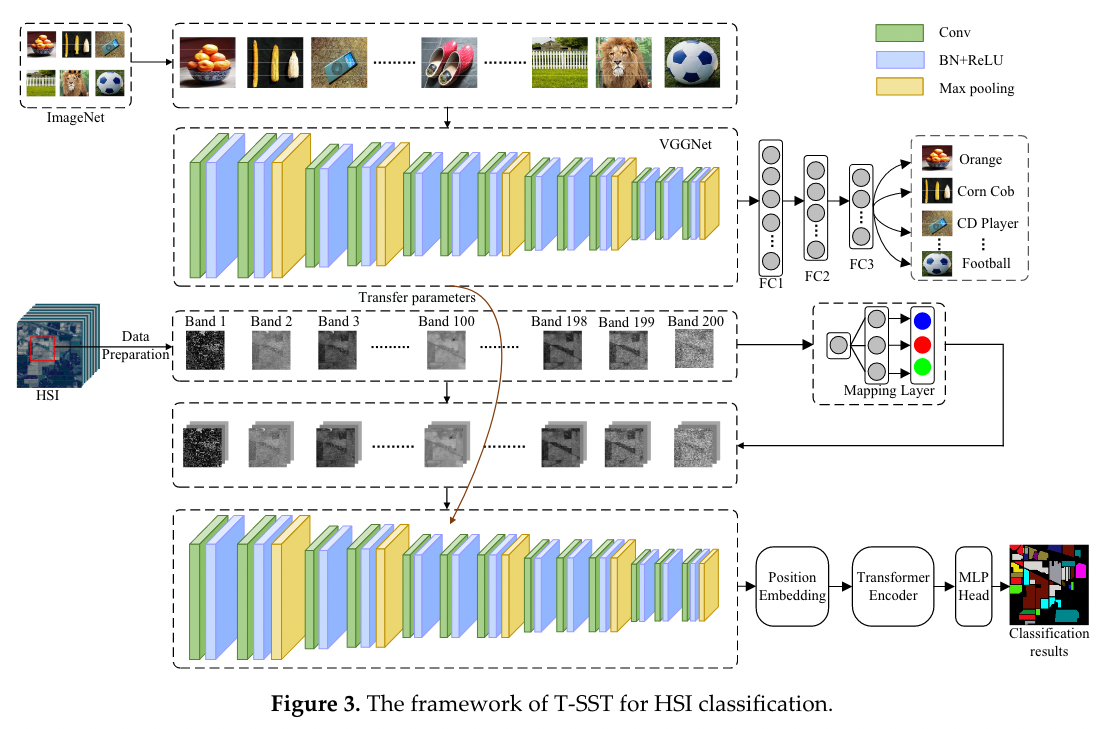 Conv
BN+ReLU
Max pooling
ImageNet
VGGNet
FC1
FC2
FC3
Orange
Corn Cob
CD Player
Football
Transfer parameters
HSI
Data
Preparation
Band 1
Band 2
Band 3
Band 100
Band 198
Band 199
Band 200
Mapping Layer
Position
Embedding
Transformer
Encoder
MLP
Head
Classification
results
Figure 3. The framework of T-SST for HSI classification.